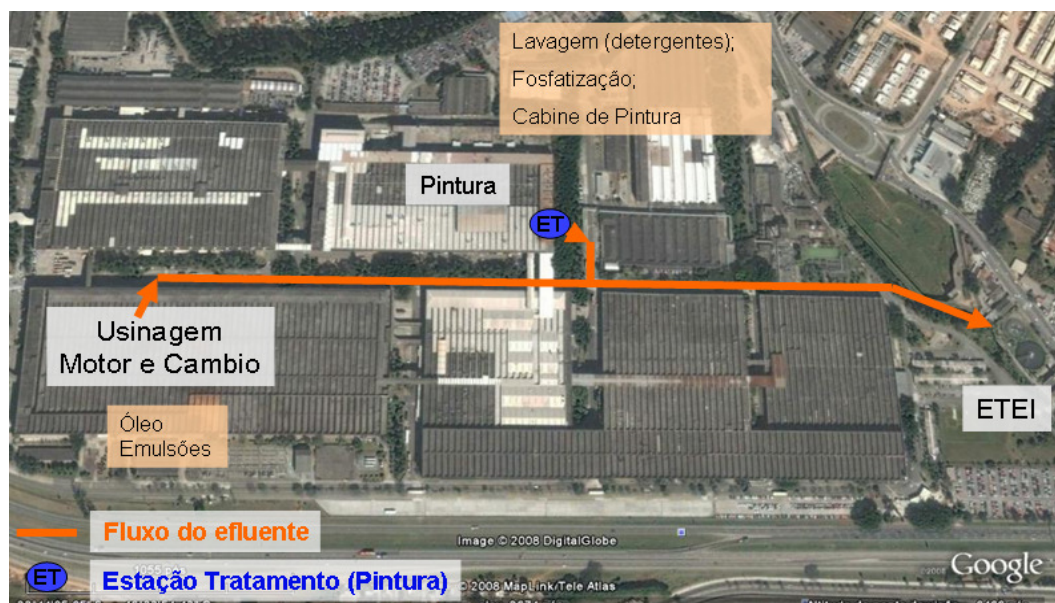 Lavagem (detergentes);
Fosfatização;
Cabine de Pintura
Pintura
ET
Usinagem
Motor e Cambio
Óleo
Emulsões
ETEI
Fluxo do efluente
Image © 2008 DigitalGlobe
Google
ET
Estação Tratamento (Pintura)
© 2008 MapLink/Tele Atlas